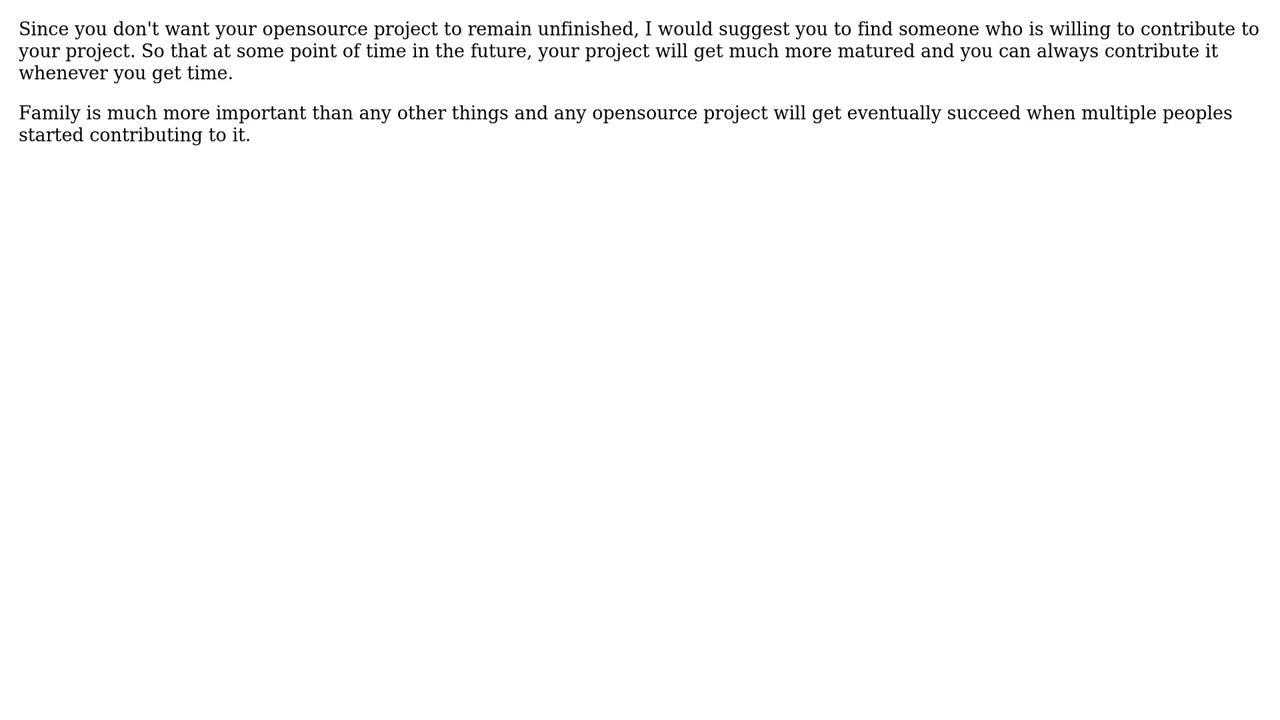 Since you don't want your opensource project to remain unfinished, I would suggest you to find someone who is willing to contribute to
your project. So that at some point of time in the future, your project will get much more matured and you can always contribute it
whenever you get time.
Family is much more important than any other things and any opensource project will get eventually succeed when multiple peoples
started contributing to it.